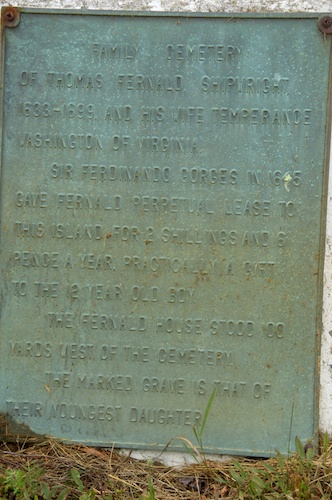 FAMILY CEMETERY
OF THOMAS FERNALD, SHIPWRIGHT,
1633-1699, AND HIS WIFE TEMPERANCE
WASHINGTON OF VIRGINIA.
SIR FERDINANDO GORGES IN 1645
GAVE FERNALD PERPETUAL LEASE TO
THIS ISLAND, FOR 2 SHILLINGS AND 6
PENCE A YEAR, PRACTICALLY A GIFT
TO THE 12 YEAR OLD BOY.
THE FERNALD HOUSE STOOD 100
YARDS WEST OF THE CEMETERY.
THE MARKED GRAVE IS THAT OF
THEIR YOUNGEST DAUGHTER.